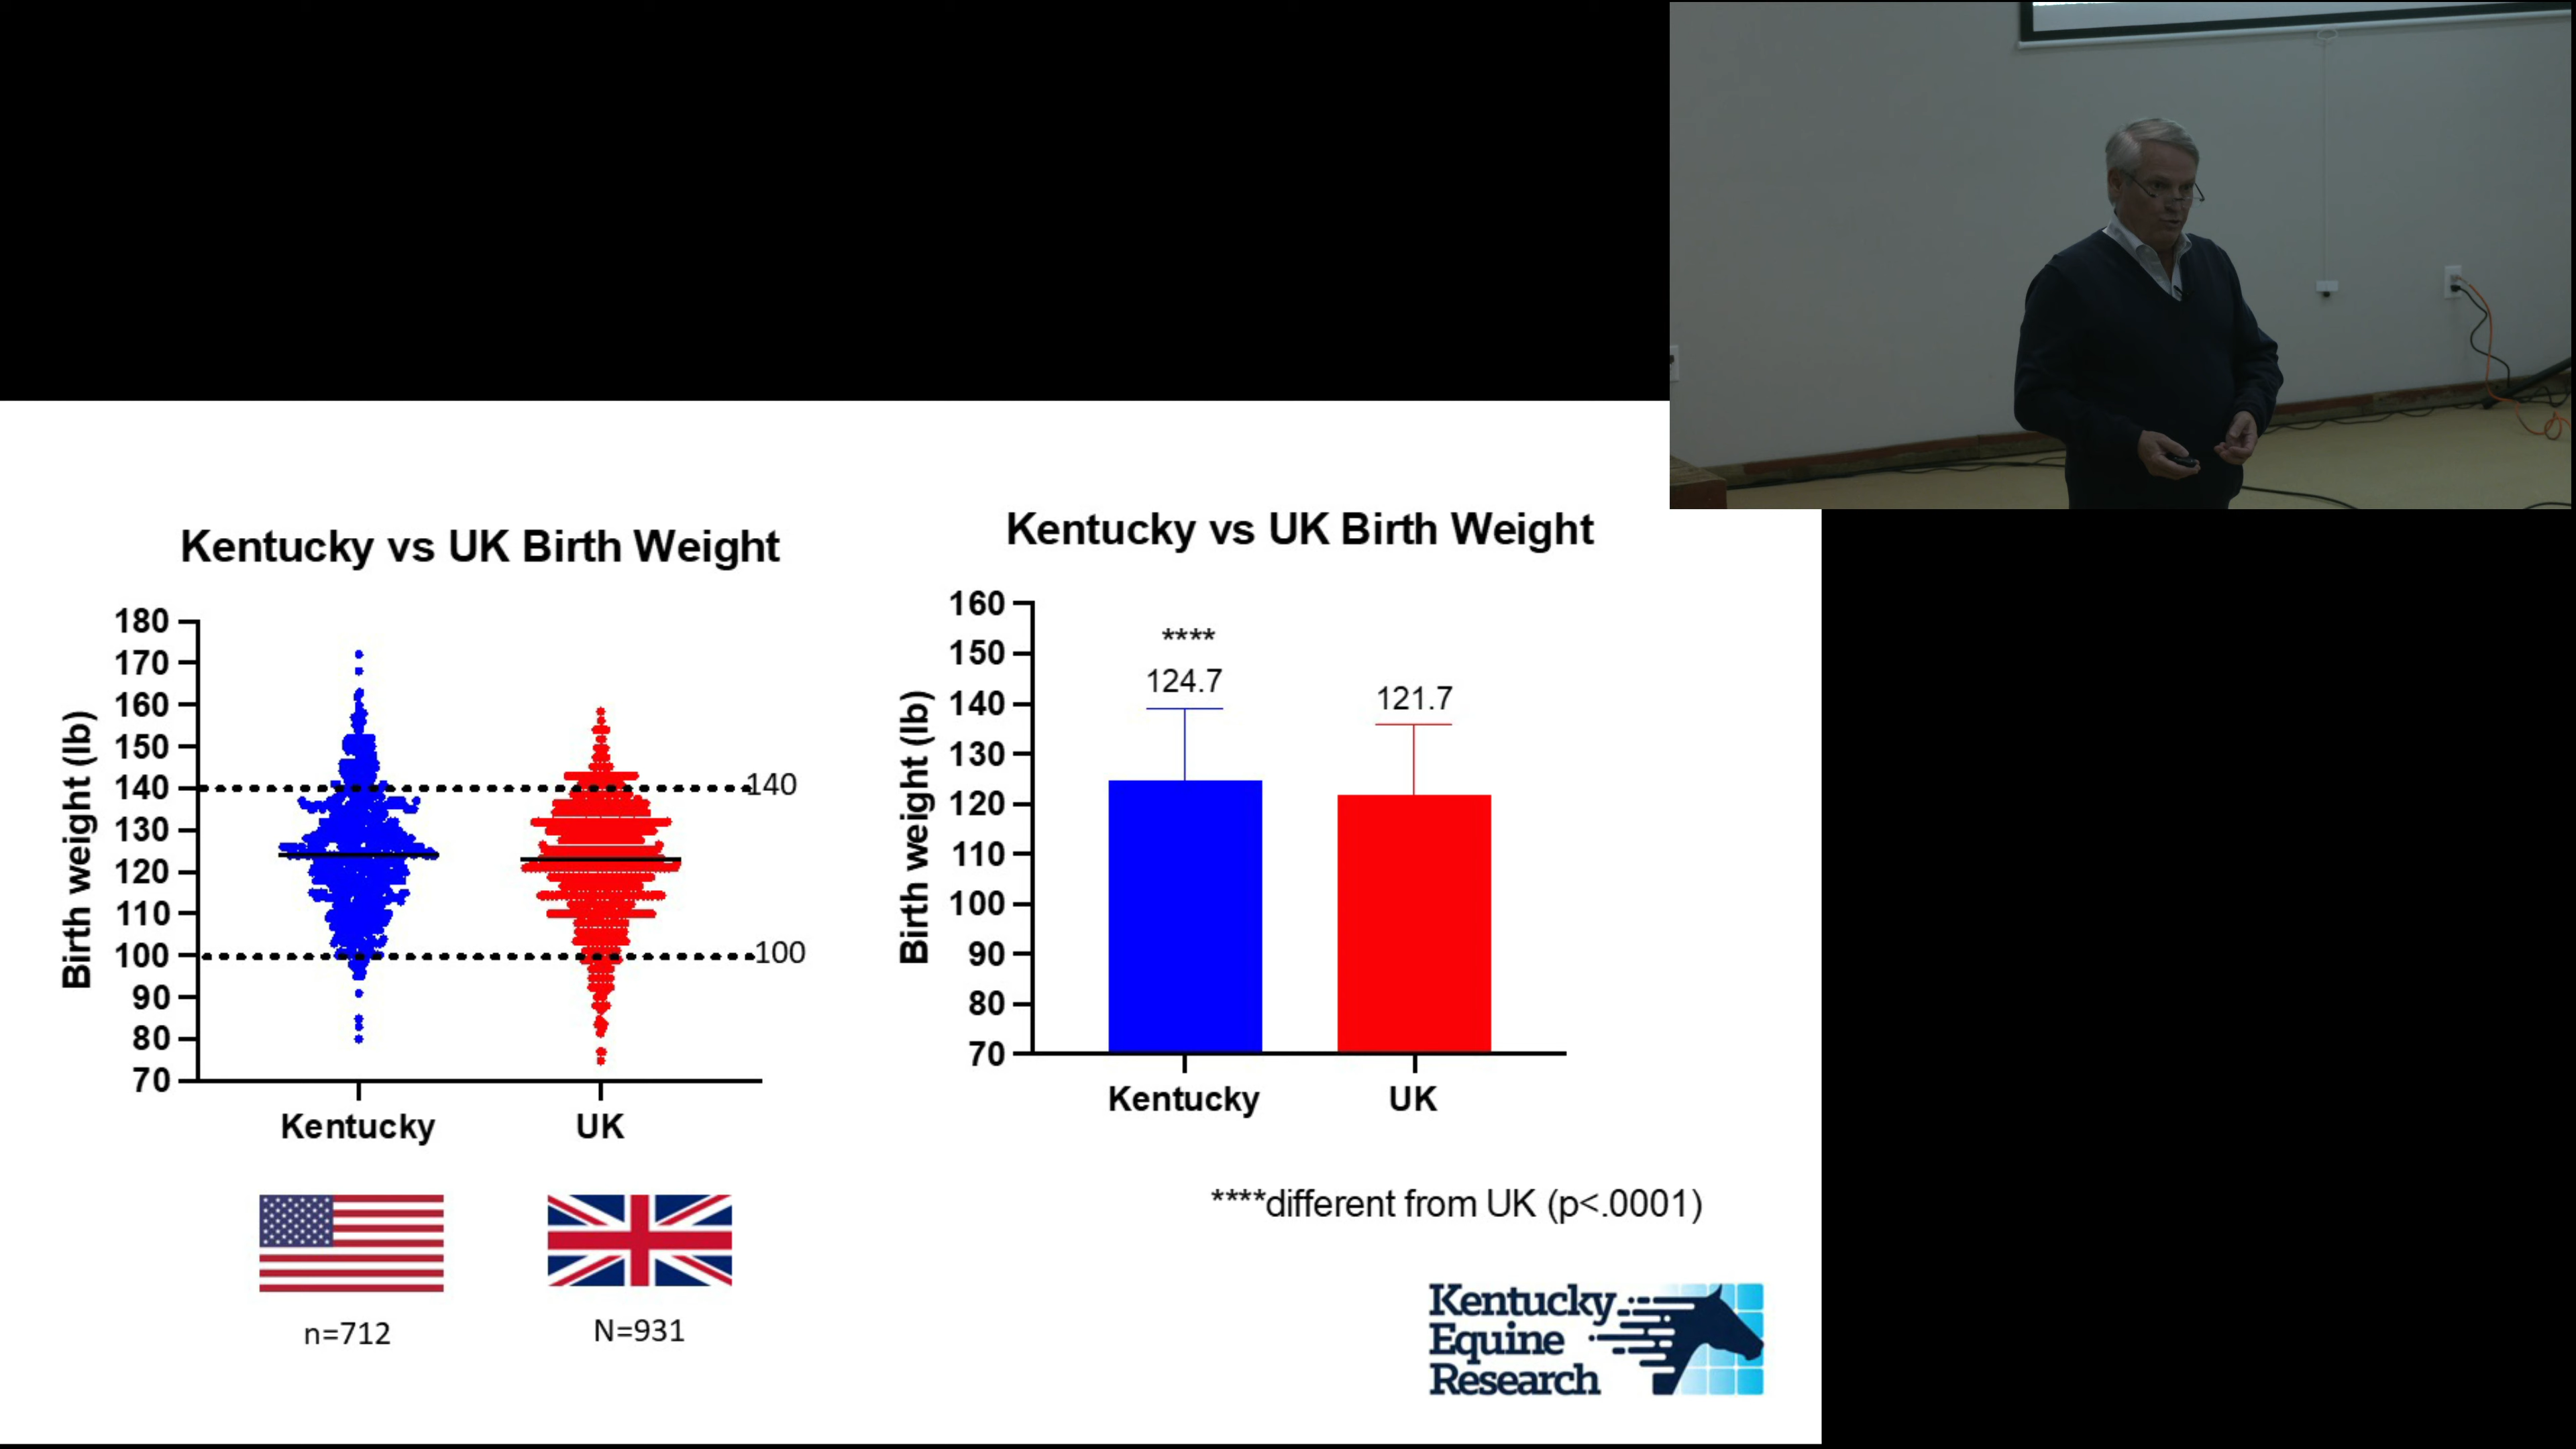 Kentucky vs UK Birth Weight
Birth weight (lb)
180
170
160
150
140
130
120
110
100
90
80
70
140
100
Kentucky
UK
n=712
N=931
Kentucky vs UK Birth Weight
Birth weight (lb)
160
150
140
130
120
110
100
90
80
70
****
124.7
121.7
Kentucky
UK
****different from UK (p<.0001)
Kentucky
Equine
Research